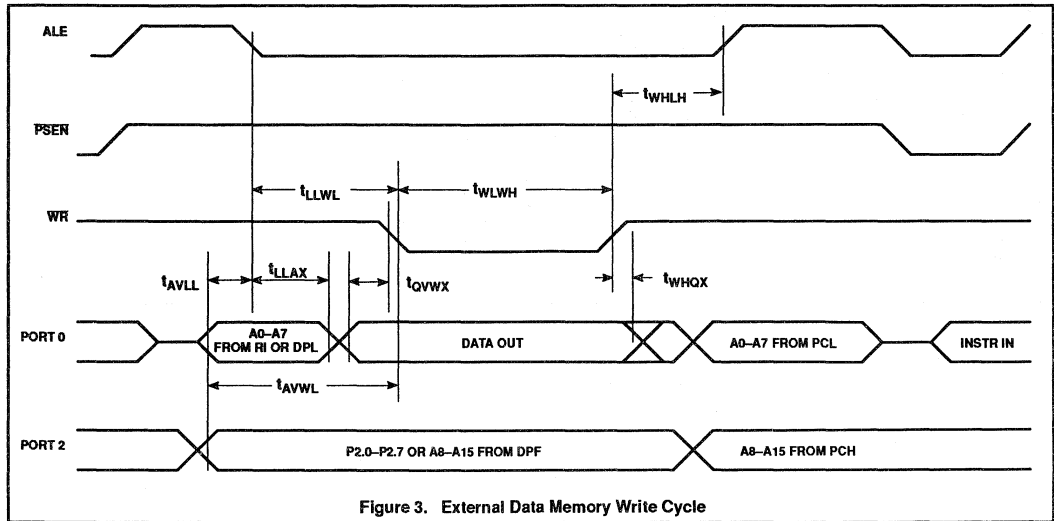 ALE
tWHLH
PSEN
tLLWL
tWLWH
WR
tAVLL
tLLAX
tQVWX
tWHQX
PORT 0
A0–A7
FROM RI OR DPL
DATA OUT
A0–A7 FROM PCL
INSTR IN
tAVWL
PORT 2
P2.0–P2.7 OR A8–A15 FROM DPF
A8–A15 FROM PCH
Figure 3. External Data Memory Write Cycle